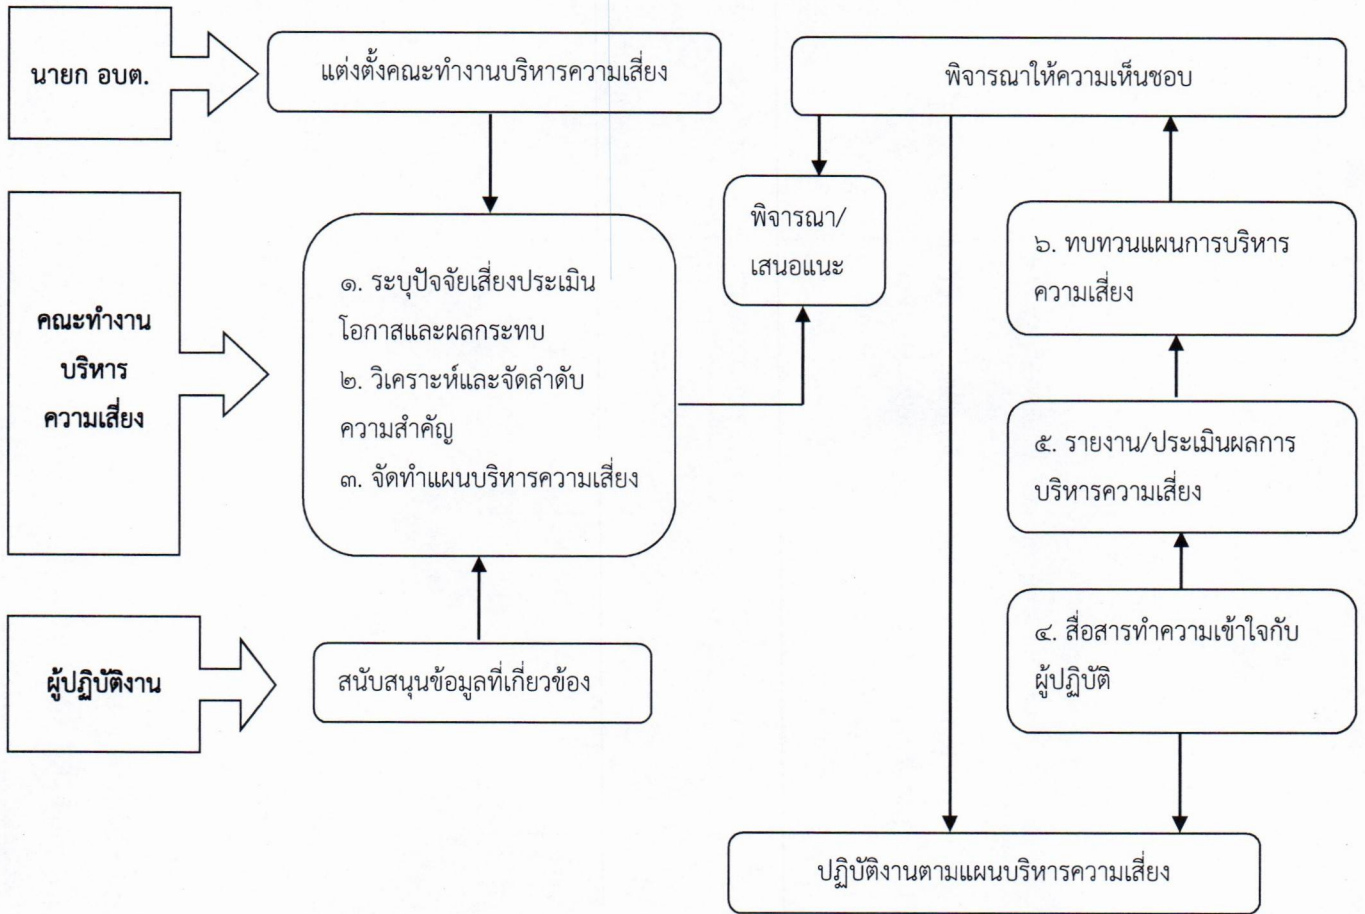 นายก อบต.
แต่งตั้งคณะทำงานบริหารความเสี่ยง
พิจารณาให้ความเห็นชอบ
คณะทำงาน
บริหาร
ความเสี่ยง
๑. ระบุปัจจัยเสี่ยงประเมิน
โอกาสและผลกระทบ
๒. วิเคราะห์และจัดลำดับ
ความสำคัญ
๓. จัดทำแผนบริหารความเสี่ยง
พิจารณา/
เสนอแนะ
๖. ทบทวนแผนการบริหาร
ความเสี่ยง
๕. รายงาน/ประเมินผลการ
บริหารความเสี่ยง
๔. สื่อสารทำความเข้าใจกับ
ผู้ปฏิบัติ
ผู้ปฏิบัติงาน
สนับสนุนข้อมูลที่เกี่ยวข้อง
ปฏิบัติงานตามแผนบริหารความเสี่ยง